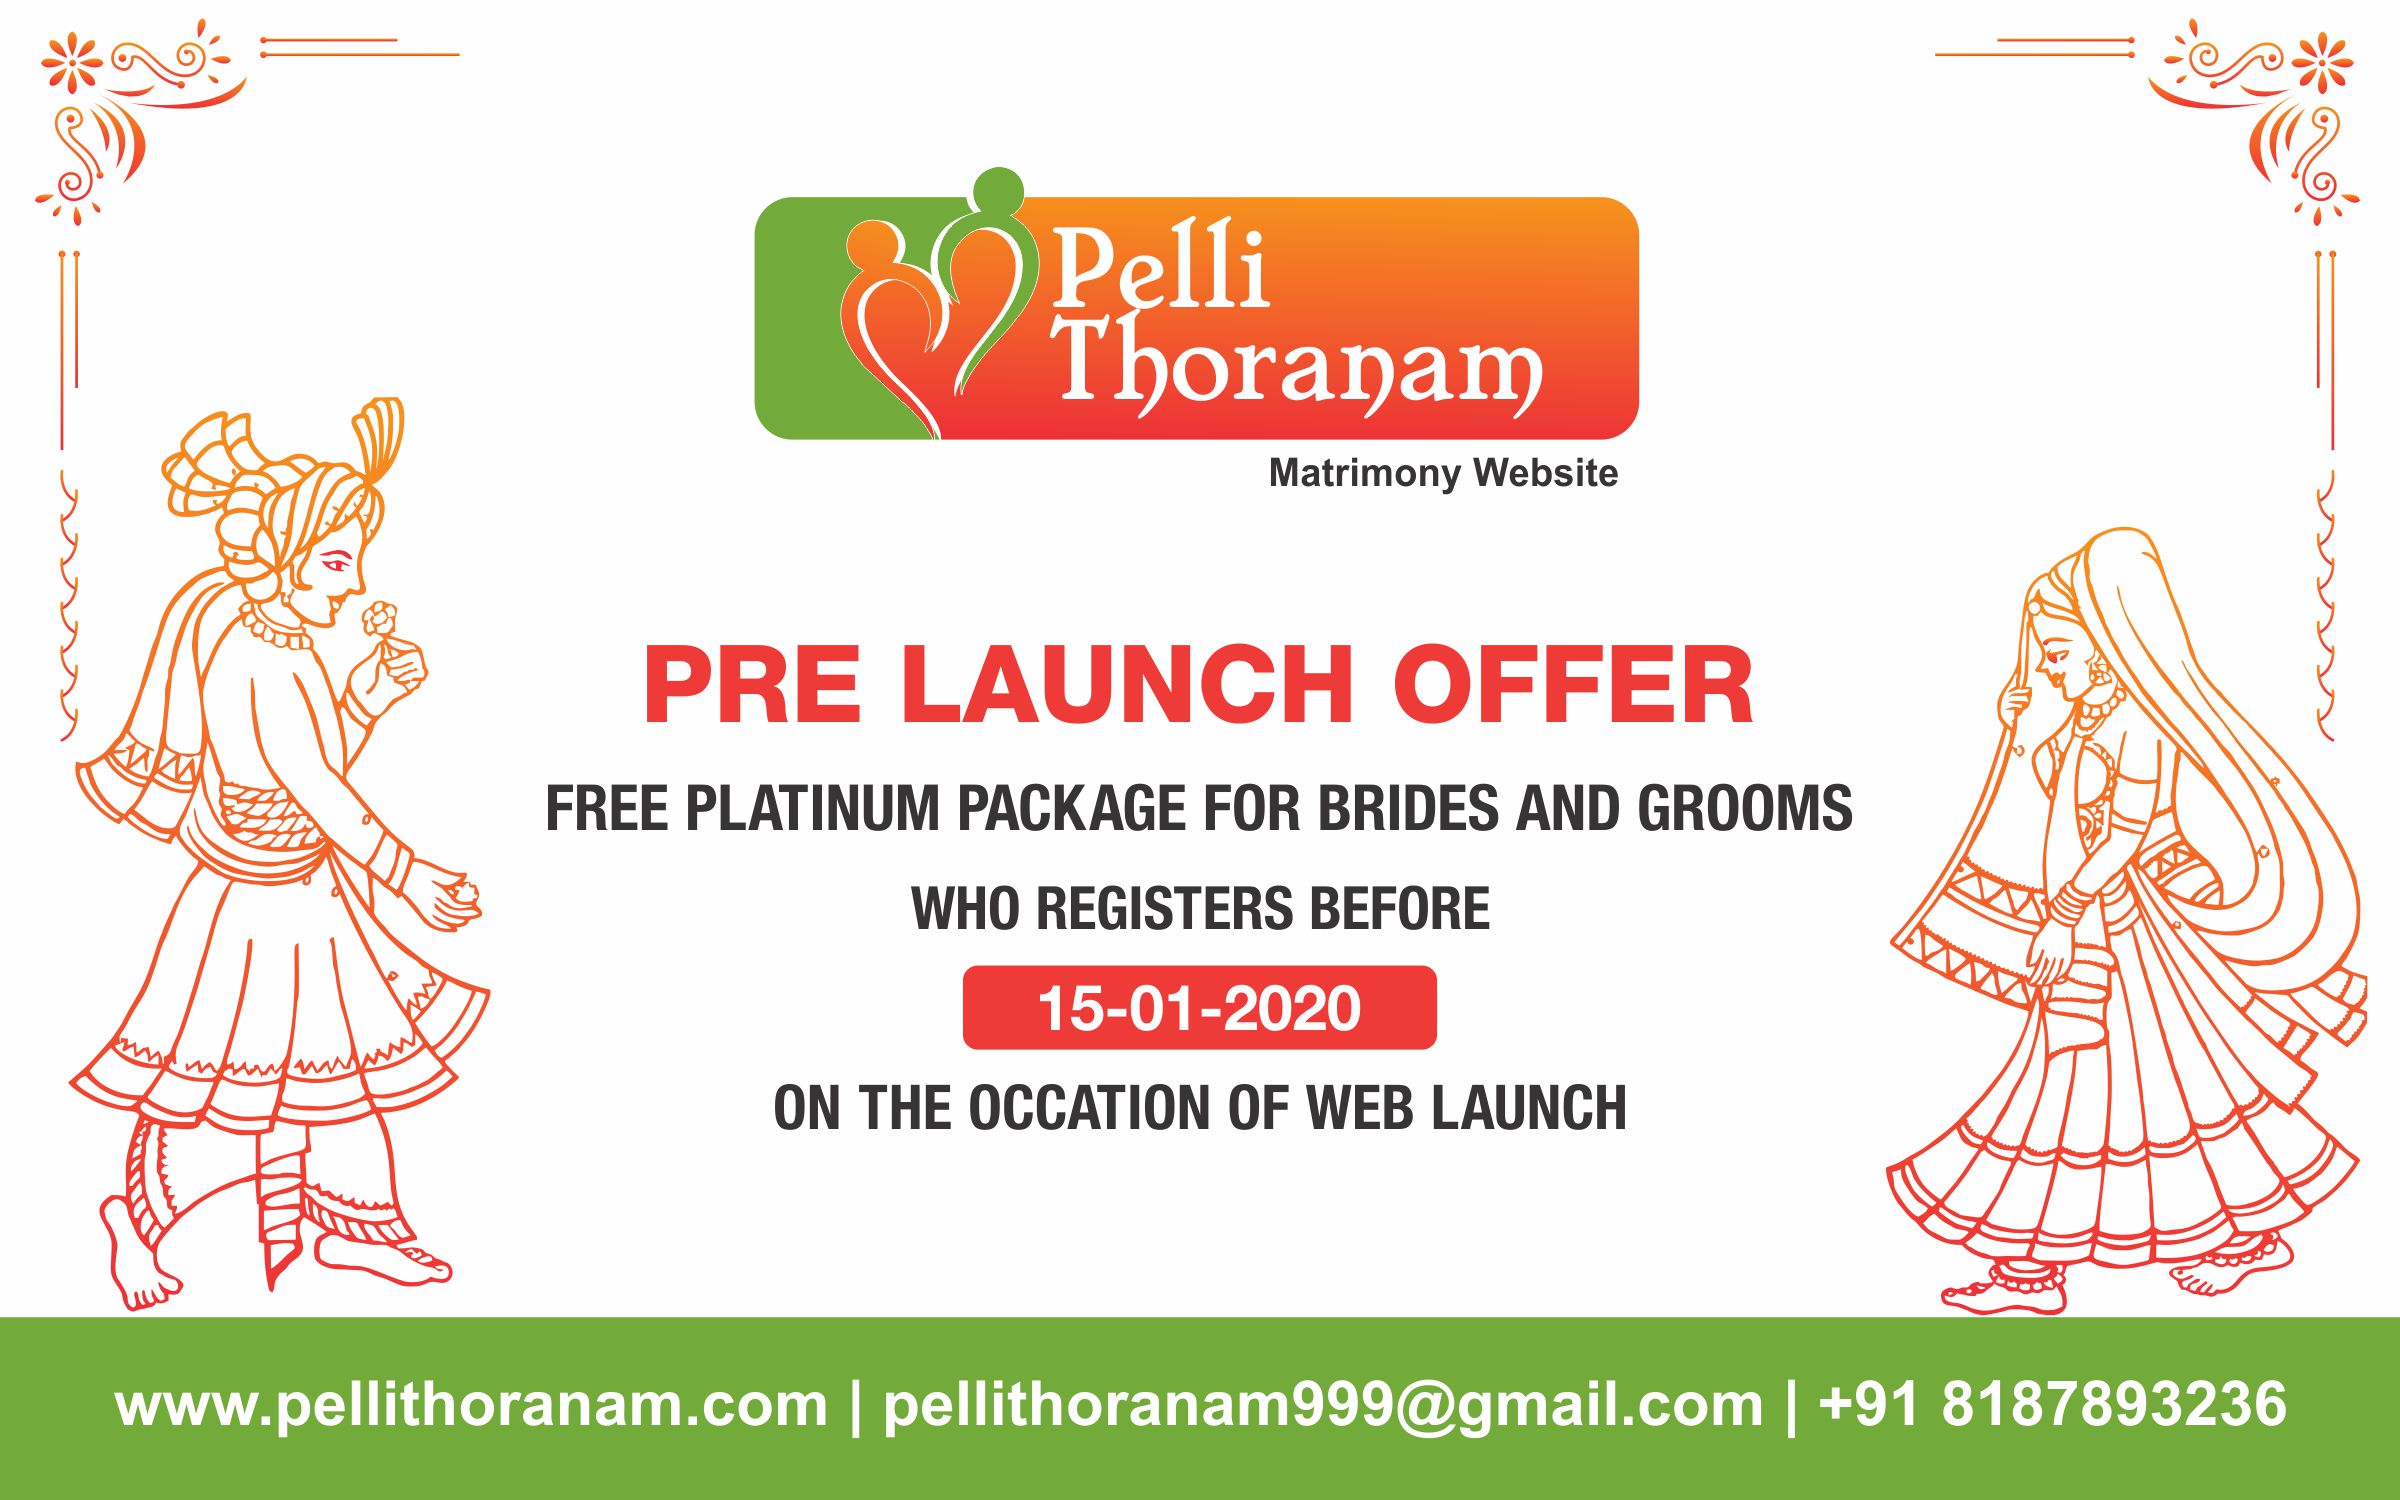 Pelli
Thoranam
Matrimony Website
PRE LAUNCH OFFER
FREE PLATINUM PACKAGE FOR BRIDES AND GROOMS
WHO REGISTERS BEFORE
15-01-2020
ON THE OCCATION OF WEB LAUNCH
www.pellithoranam.com | pellithoranam999@gmail.com | +91 8187893236